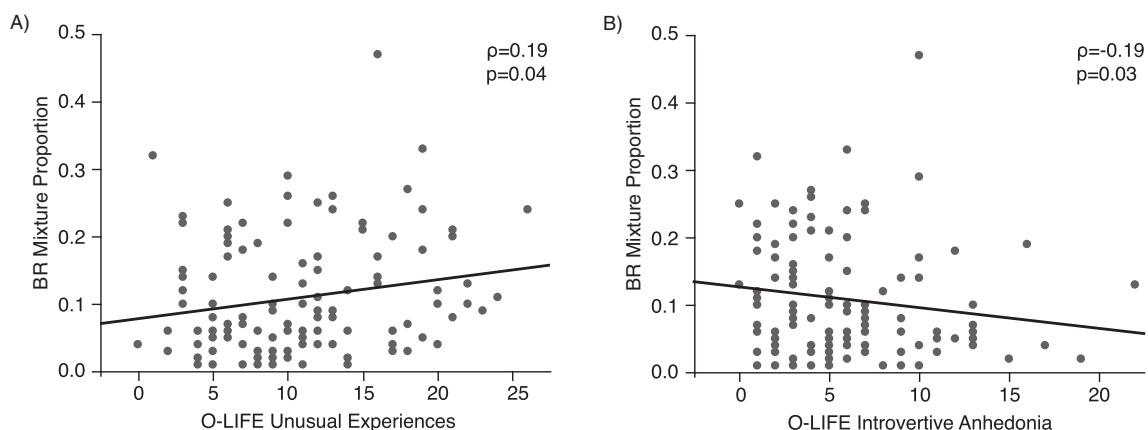 A)
ρ=0.19
p=0.04
BR Mixture Proportion
0.5
0.4
0.3
0.2
0.1
0.0
0 5 10 15 20 25
O-LIFE Unusual Experiences
B)
ρ=-0.19
p=0.03
BR Mixture Proportion
0.5
0.4
0.3
0.2
0.1
0.0
0 5 10 15 20
O-LIFE Introvertive Anhedonia